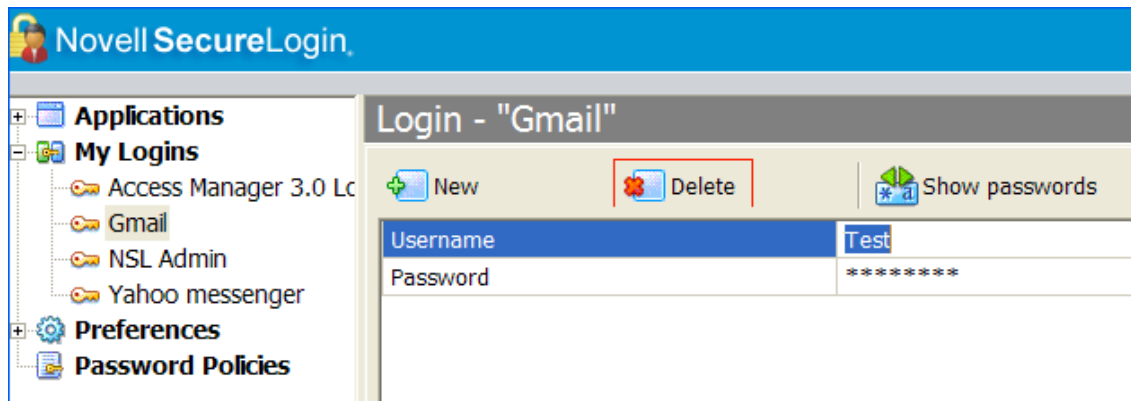 Novell SecureLogin.
Applications
My Logins
Access Manager 3.0 Lo
Gmail
NSL Admin
Yahoo messenger
Preferences
Password Policies
Login - "Gmail"
New Delete Show passwords
Username Test
Password ********